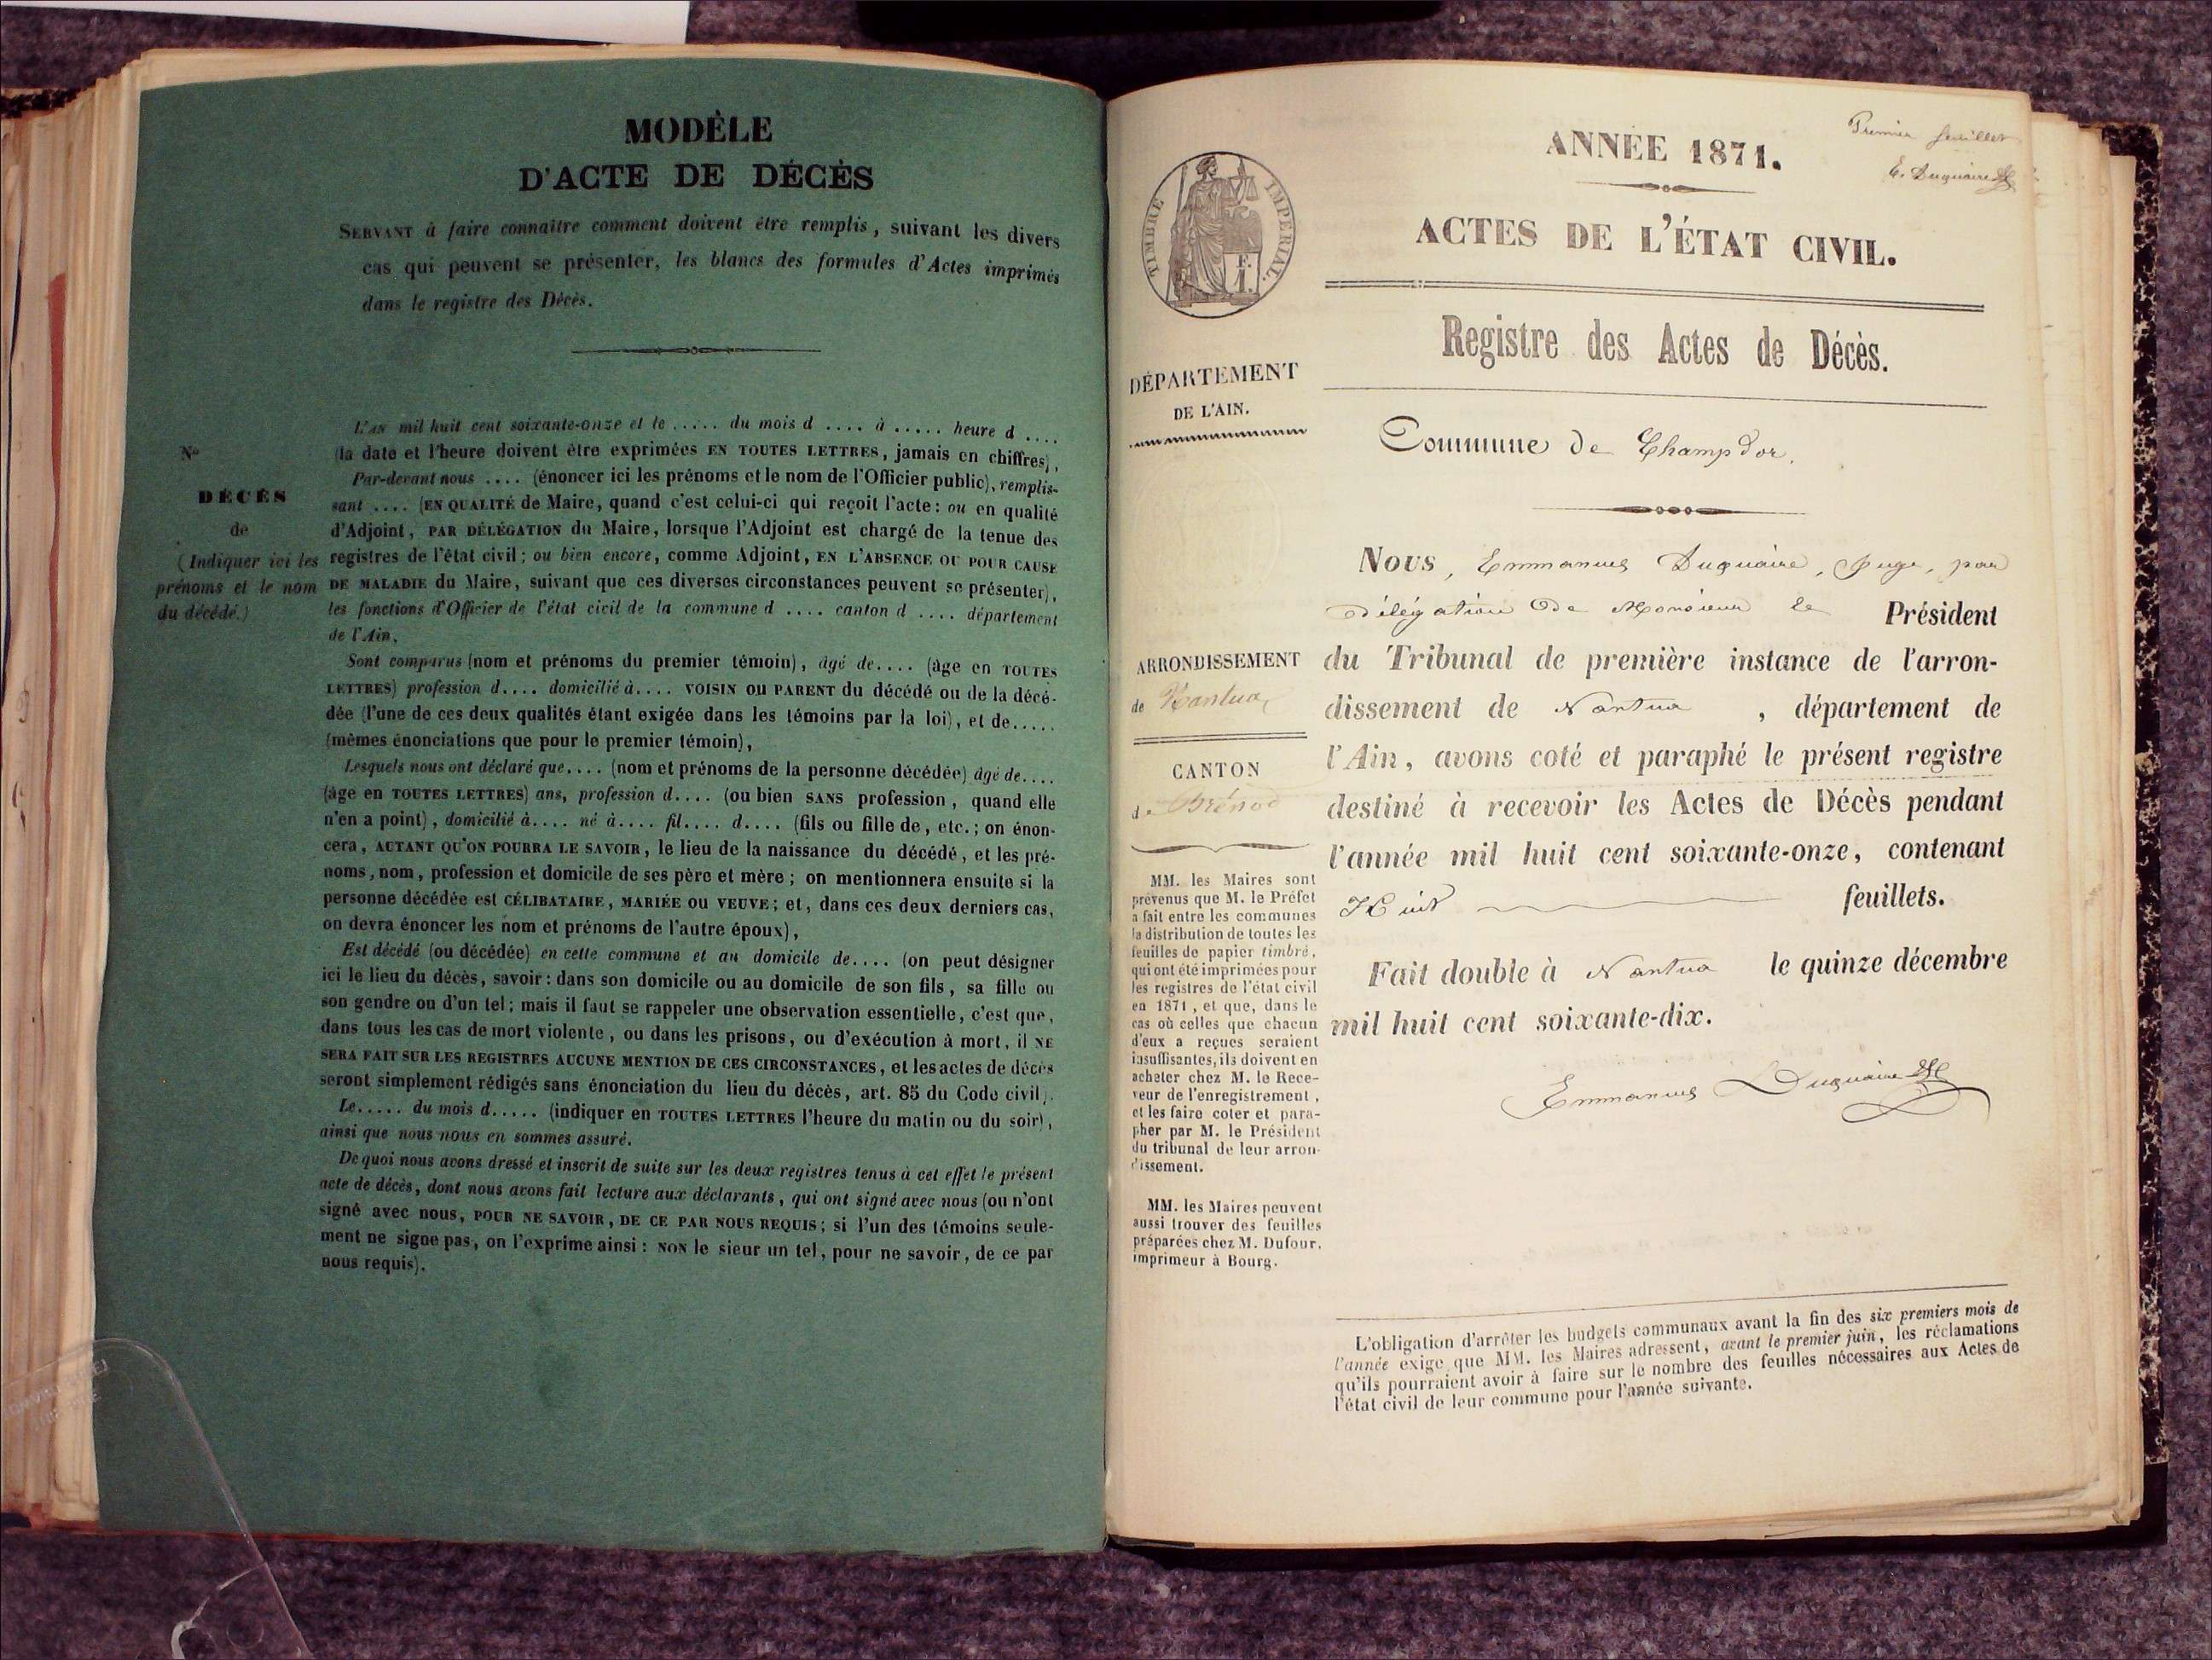 MODÈLE
D'ACTE DE DÉCÈS
SERVANT à faire connaître comment doivent être remplis, suivant les divers
cas qui peuvent se présenter, les blancs des formules d'Actes imprimés
dans le registre des Décès.
No
DÉCÈS
de
(Indiquer ici les
prénoms et le nom
du décédé.)
L'AN mil huit cent soixante-onze et le ..... du mois d .... à ..... heure d ....
(la date et l'heure doivent être exprimées EN TOUTES LETTRES, jamais en chiffres),
Par-devant nous .... (énoncer ici les prénoms et le nom de l'Officier public), remplis-
sant .... (EN QUALITÉ de Maire, quand c'est celui-ci qui reçoit l'acte: ou en qualité
d'Adjoint, PAR DÉLÉGATION du Maire, lorsque l'Adjoint est chargé de la tenue des
registres de l'état civil; ou bien encore, comme Adjoint, EN L'ABSENCE OU POUR CAUSE
DE MALADIE du Maire, suivant que ces diverses circonstances peuvent se présenter),
les fonctions d'Officier de l'état civil de la commune d .... canton d .... département
de l'Ain,
Sont comparus (nom et prénoms du premier témoin), âgé de.... (âge en TOUTES
LETTRES) profession d.... domicilié à.... VOISIN OU PARENT du décédé ou de la décé-
dée (l'une de ces deux qualités étant exigée dans les témoins par la loi), et de.....
(mêmes énonciations que pour le premier témoin),
Lesquels nous ont déclaré que.... (nom et prénoms de la personne décédée) âgé de....
(âge en TOUTES LETTRES) ans, profession d.... (ou bien SANS profession, quand elle
n'en a point), domicilié à.... né à.... fil.... d.... (fils ou fille de, etc.; on énon-
cera, AUTANT QU'ON POURRA LE SAVOIR, le lieu de la naissance du décédé, et les pré-
noms, nom, profession et domicile de ses père et mère; on mentionnera ensuite si la
personne décédée est CÉLIBATAIRE, MARIÉE OU VEUVE; et, dans ces deux derniers cas,
on devra énoncer les nom et prénoms de l'autre époux),
Est décédé (ou décédée) en cette commune et au domicile de.... (on peut désigner
ici le lieu du décès, savoir: dans son domicile ou au domicile de son fils, sa fille ou
son gendre ou d'un tel; mais il faut se rappeler une observation essentielle, c'est que,
dans tous les cas de mort violente, ou dans les prisons, ou d'exécution à mort, il NE
SERA FAIT SUR LES REGISTRES AUCUNE MENTION DE CES CIRCONSTANCES, et les actes de décès
seront simplement rédigés sans énonciation du lieu du décès, art. 85 du Code civil).
Le..... du mois d..... (indiquer en TOUTES LETTRES l'heure du matin ou du soir),
ainsi que nous nous en sommes assuré.
De quoi nous avons dressé et inscrit de suite sur les deux registres tenus à cet effet le présent
acte de décès, dont nous avons fait lecture aux déclarants, qui ont signé avec nous (ou n'ont
signé avec nous, POUR NE SAVOIR, DE CE PAR NOUS REQUIS; si l'un des témoins seule-
ment ne signe pas, on l'exprime ainsi: NON le sieur un tel, pour ne savoir, de ce par
nous requis).
Premier feuillet
E. Duquaire
TIMBRE IMPÉRIAL.
F.
1.
ANNÉE 1871.
ACTES DE L'ÉTAT CIVIL.
Registre des Actes de Décès.
DÉPARTEMENT
DE L'AIN.
Commune de Champdor.
Nous, Emmanuel Duquaire, Juge, par
délégation de Monsieur le Président
du Tribunal de première instance de l'arron-
dissement de Nantua, département de
l'Ain, avons coté et paraphé le présent registre
destiné à recevoir les Actes de Décès pendant
l'année mil huit cent soixante-onze, contenant
Huit feuillets.
Fait double à Nantua le quinze décembre
mil huit cent soixante-dix.
Emmanuel Duquaire
ARRONDISSEMENT
de Nantua
CANTON
de Brénod
MM. les Maires sont
prévenus que M. le Préfet
a fait entre les communes
la distribution de toutes les
feuilles de papier timbré,
qui ont été imprimées pour
les registres de l'état civil
en 1871, et que, dans le
cas où celles que chacun
d'eux a reçues seraient
insuffisantes, ils doivent en
acheter chez M. le Rece-
veur de l'enregistrement,
et les faire coter et para-
pher par M. le Président
du tribunal de leur arron-
dissement.
MM. les Maires peuvent
aussi trouver des feuilles
préparées chez M. Dufour,
imprimeur à Bourg.
L'obligation d'arrêter les budgets communaux avant la fin des six premiers mois de
l'année exige que MM. les Maires adressent, avant le premier juin, les réclamations
qu'ils pourraient avoir à faire sur le nombre des feuilles nécessaires aux Actes de
l'état civil de leur commune pour l'année suivante.